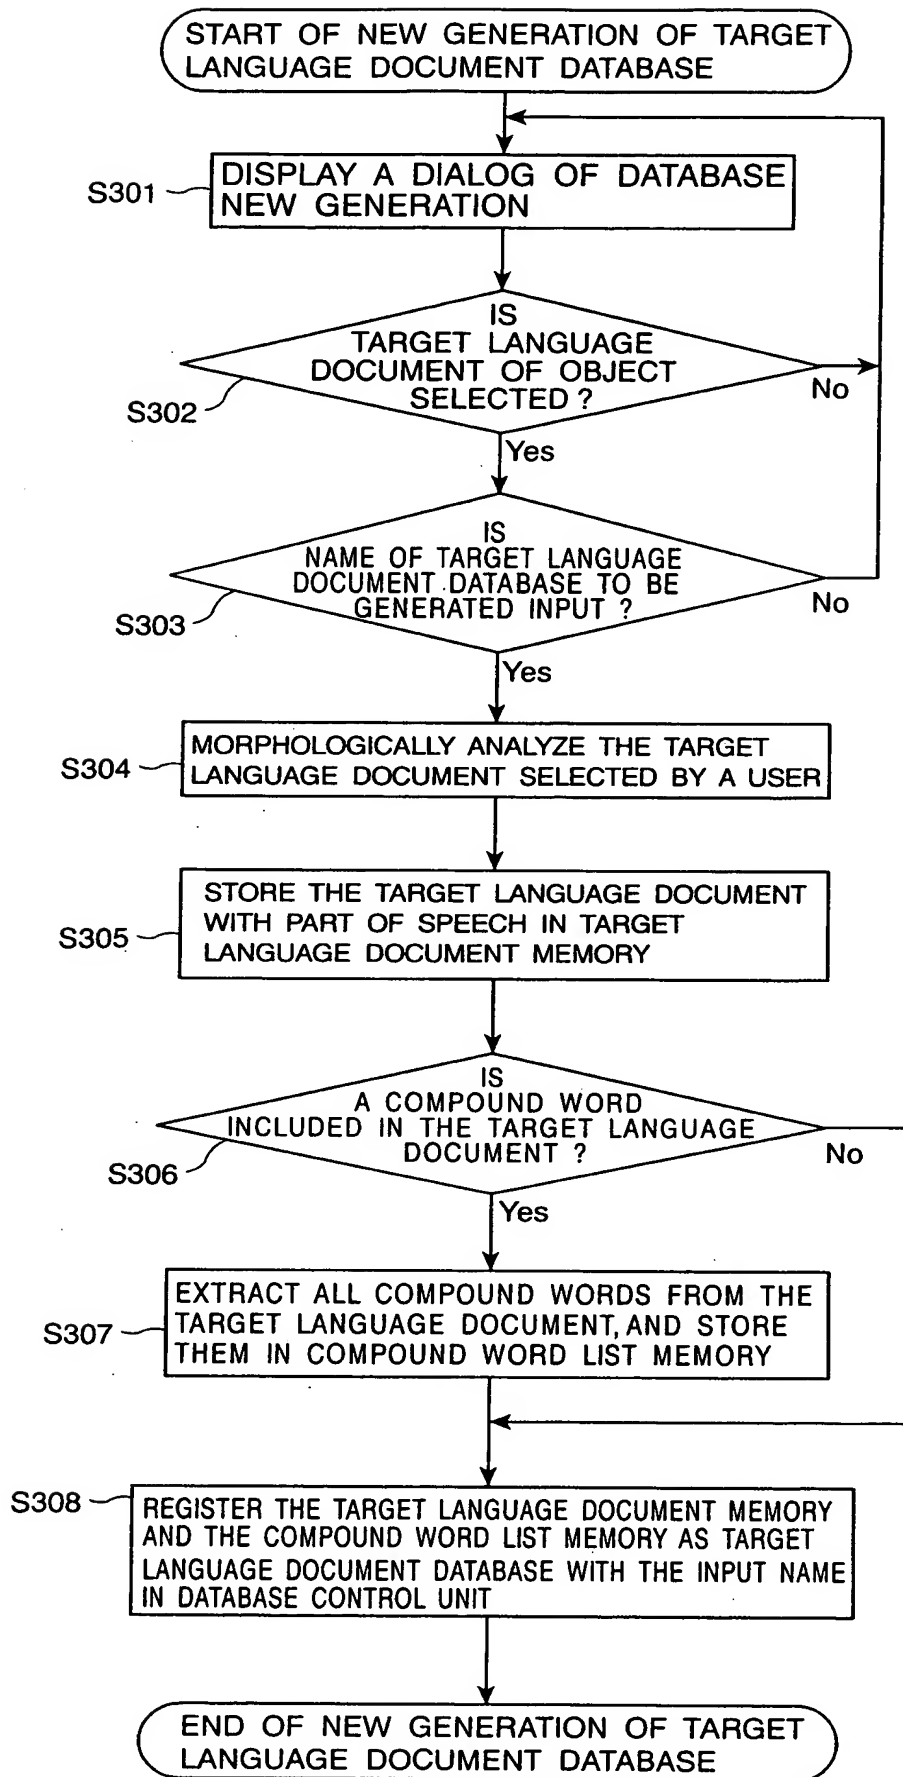 START OF NEW GENERATION OF TARGET
LANGUAGE DOCUMENT DATABASE
S301
DISPLAY A DIALOG OF DATABASE
NEW GENERATION
IS
TARGET LANGUAGE
DOCUMENT OF OBJECT
SELECTED ?
S302
No
Yes
IS
NAME OF TARGET LANGUAGE
DOCUMENT DATABASE TO BE
GENERATED INPUT ?
S303
No
Yes
S304
MORPHOLOGICALLY ANALYZE THE TARGET
LANGUAGE DOCUMENT SELECTED BY A USER
S305
STORE THE TARGET LANGUAGE DOCUMENT
WITH PART OF SPEECH IN TARGET
LANGUAGE DOCUMENT MEMORY
IS
A COMPOUND WORD
INCLUDED IN THE TARGET LANGUAGE
DOCUMENT ?
S306
No
Yes
S307
EXTRACT ALL COMPOUND WORDS FROM THE
TARGET LANGUAGE DOCUMENT, AND STORE
THEM IN COMPOUND WORD LIST MEMORY
S308
REGISTER THE TARGET LANGUAGE DOCUMENT MEMORY
AND THE COMPOUND WORD LIST MEMORY AS TARGET
LANGUAGE DOCUMENT DATABASE WITH THE INPUT NAME
IN DATABASE CONTROL UNIT
END OF NEW GENERATION OF TARGET
LANGUAGE DOCUMENT DATABASE